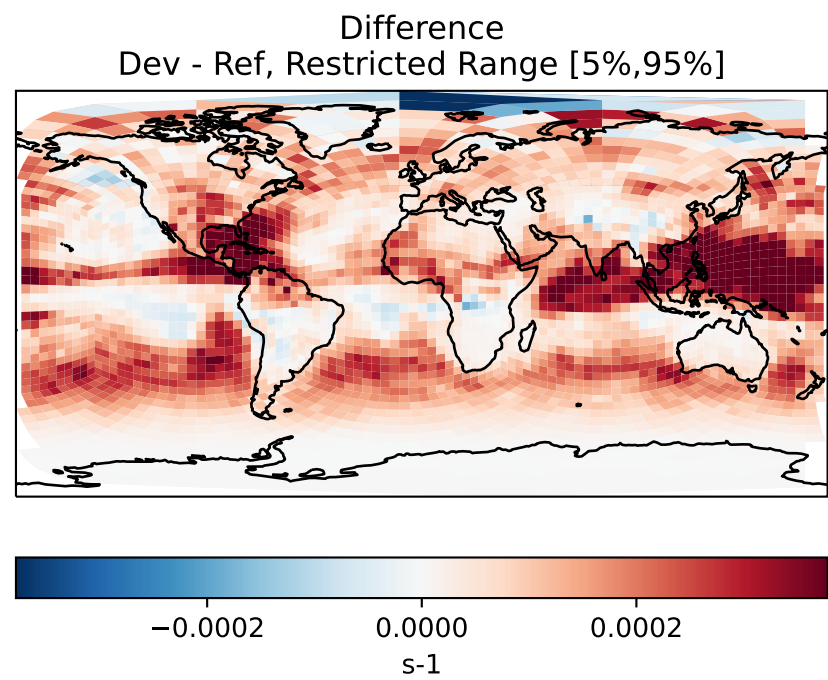 Difference
Dev - Ref, Restricted Range [5%,95%]
−0.0002 0.0000 0.0002
s-1